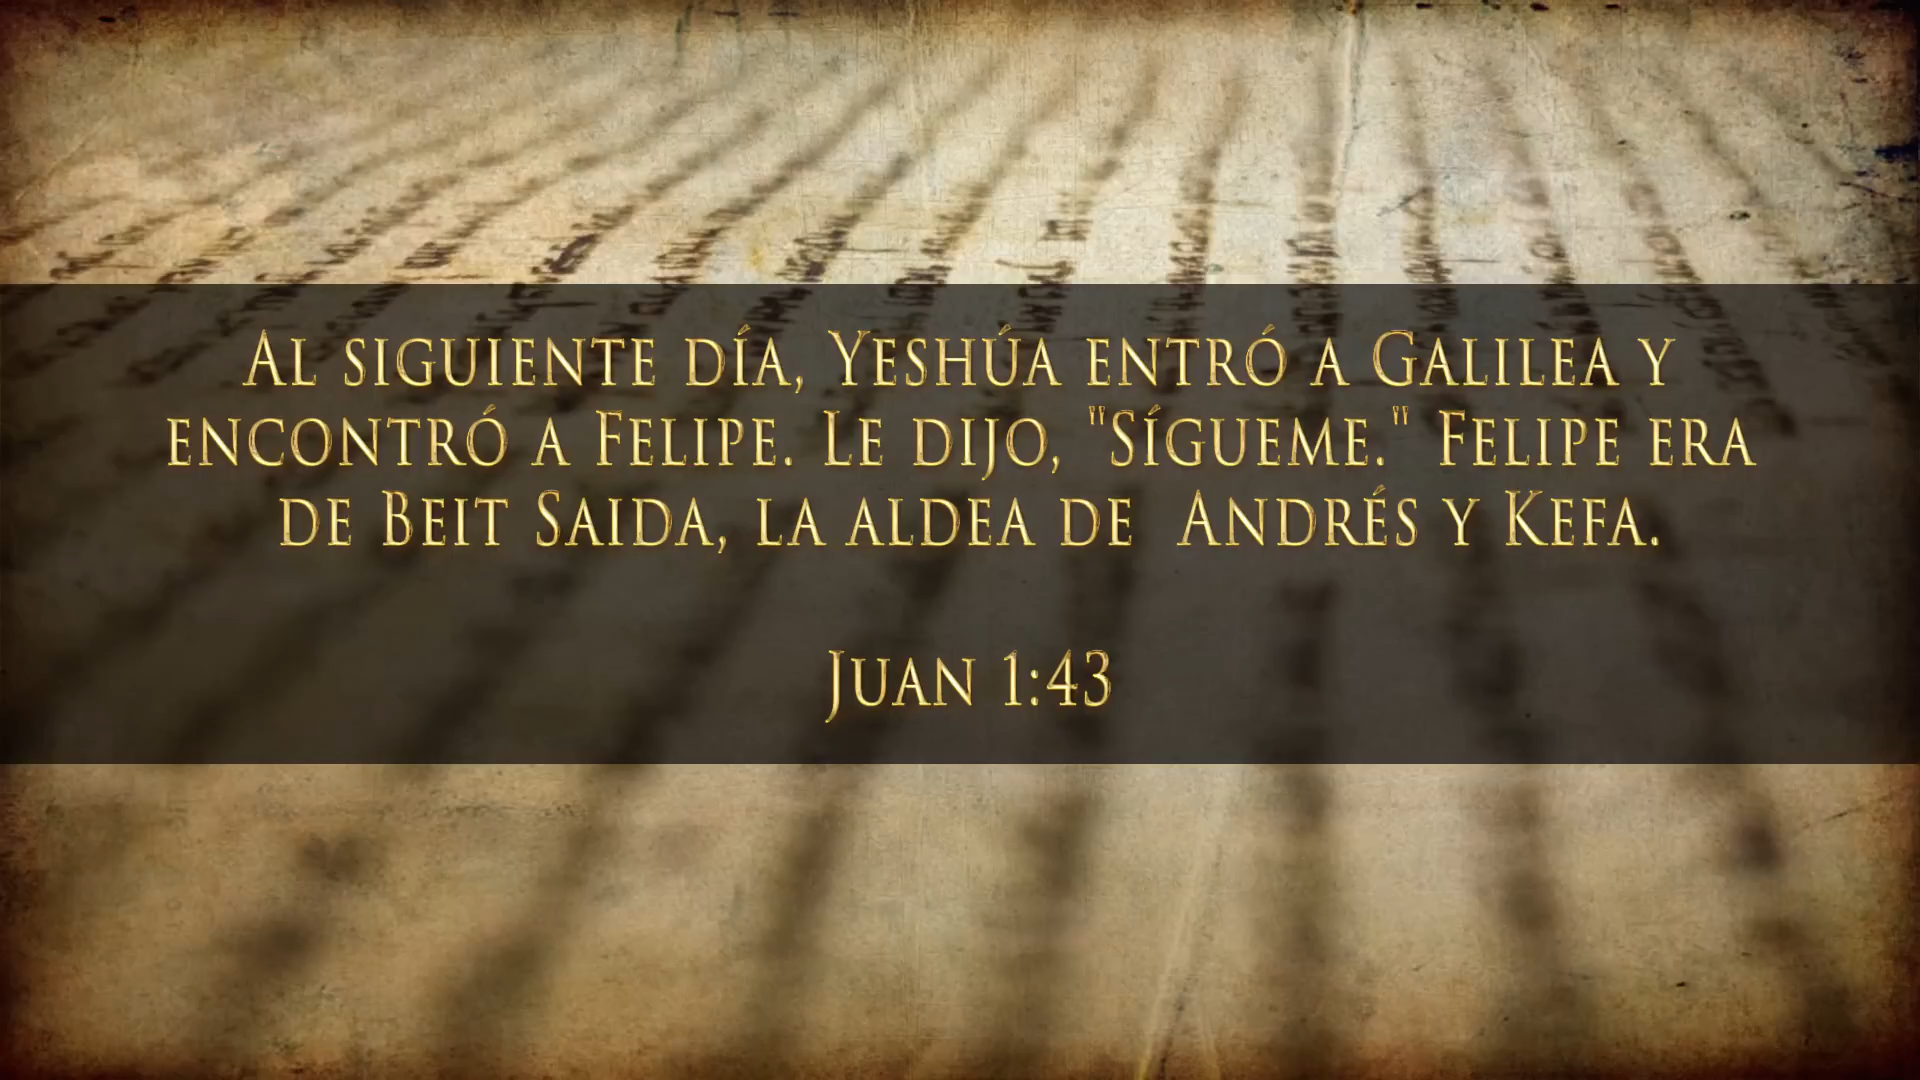 Al siguiente día, Yeshúa entró a Galilea y
encontró a Felipe. Le dijo, "Sígueme." Felipe era
de Beit Saida, la aldea de  Andrés y Kefa.
Juan 1:43